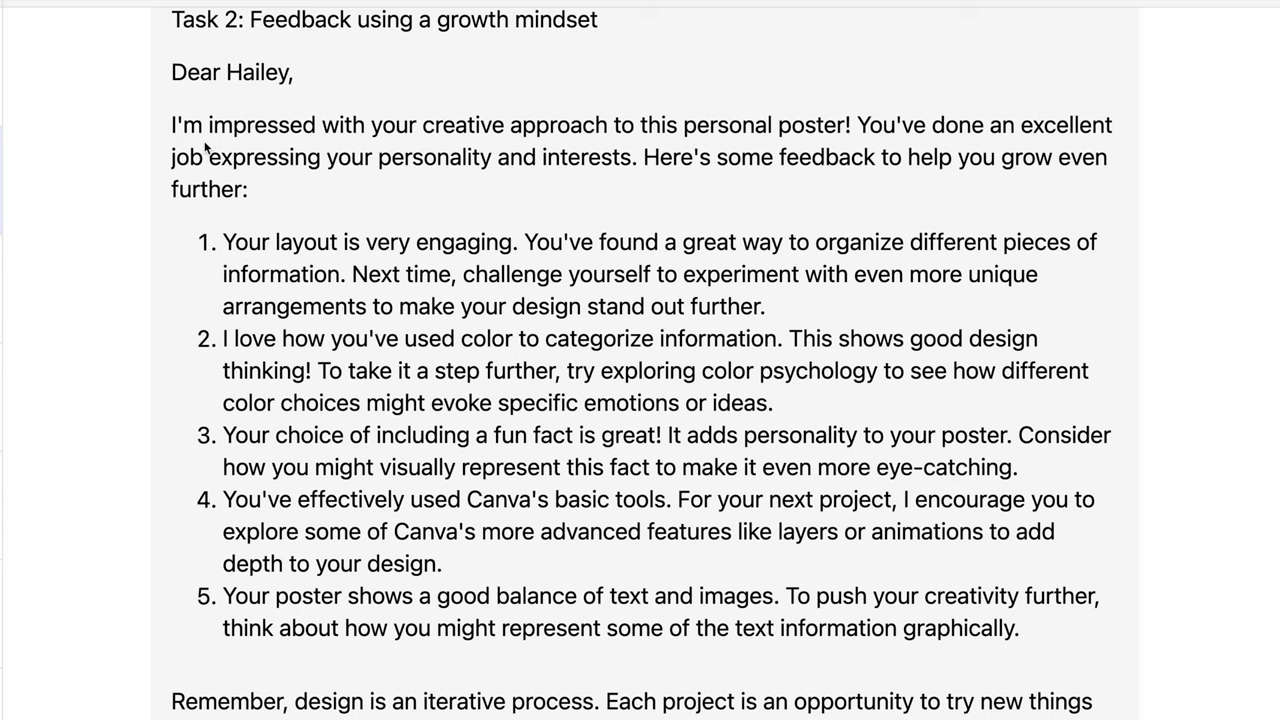 Task 2: Feedback using a growth mindset
Dear Hailey,
I'm impressed with your creative approach to this personal poster! You've done an excellent
job expressing your personality and interests. Here's some feedback to help you grow even
further:
1. Your layout is very engaging. You've found a great way to organize different pieces of
information. Next time, challenge yourself to experiment with even more unique
arrangements to make your design stand out further.
2. I love how you've used color to categorize information. This shows good design
thinking! To take it a step further, try exploring color psychology to see how different
color choices might evoke specific emotions or ideas.
3. Your choice of including a fun fact is great! It adds personality to your poster. Consider
how you might visually represent this fact to make it even more eye-catching.
4. You've effectively used Canva's basic tools. For your next project, I encourage you to
explore some of Canva's more advanced features like layers or animations to add
depth to your design.
5. Your poster shows a good balance of text and images. To push your creativity further,
think about how you might represent some of the text information graphically.
Remember, design is an iterative process. Each project is an opportunity to try new things